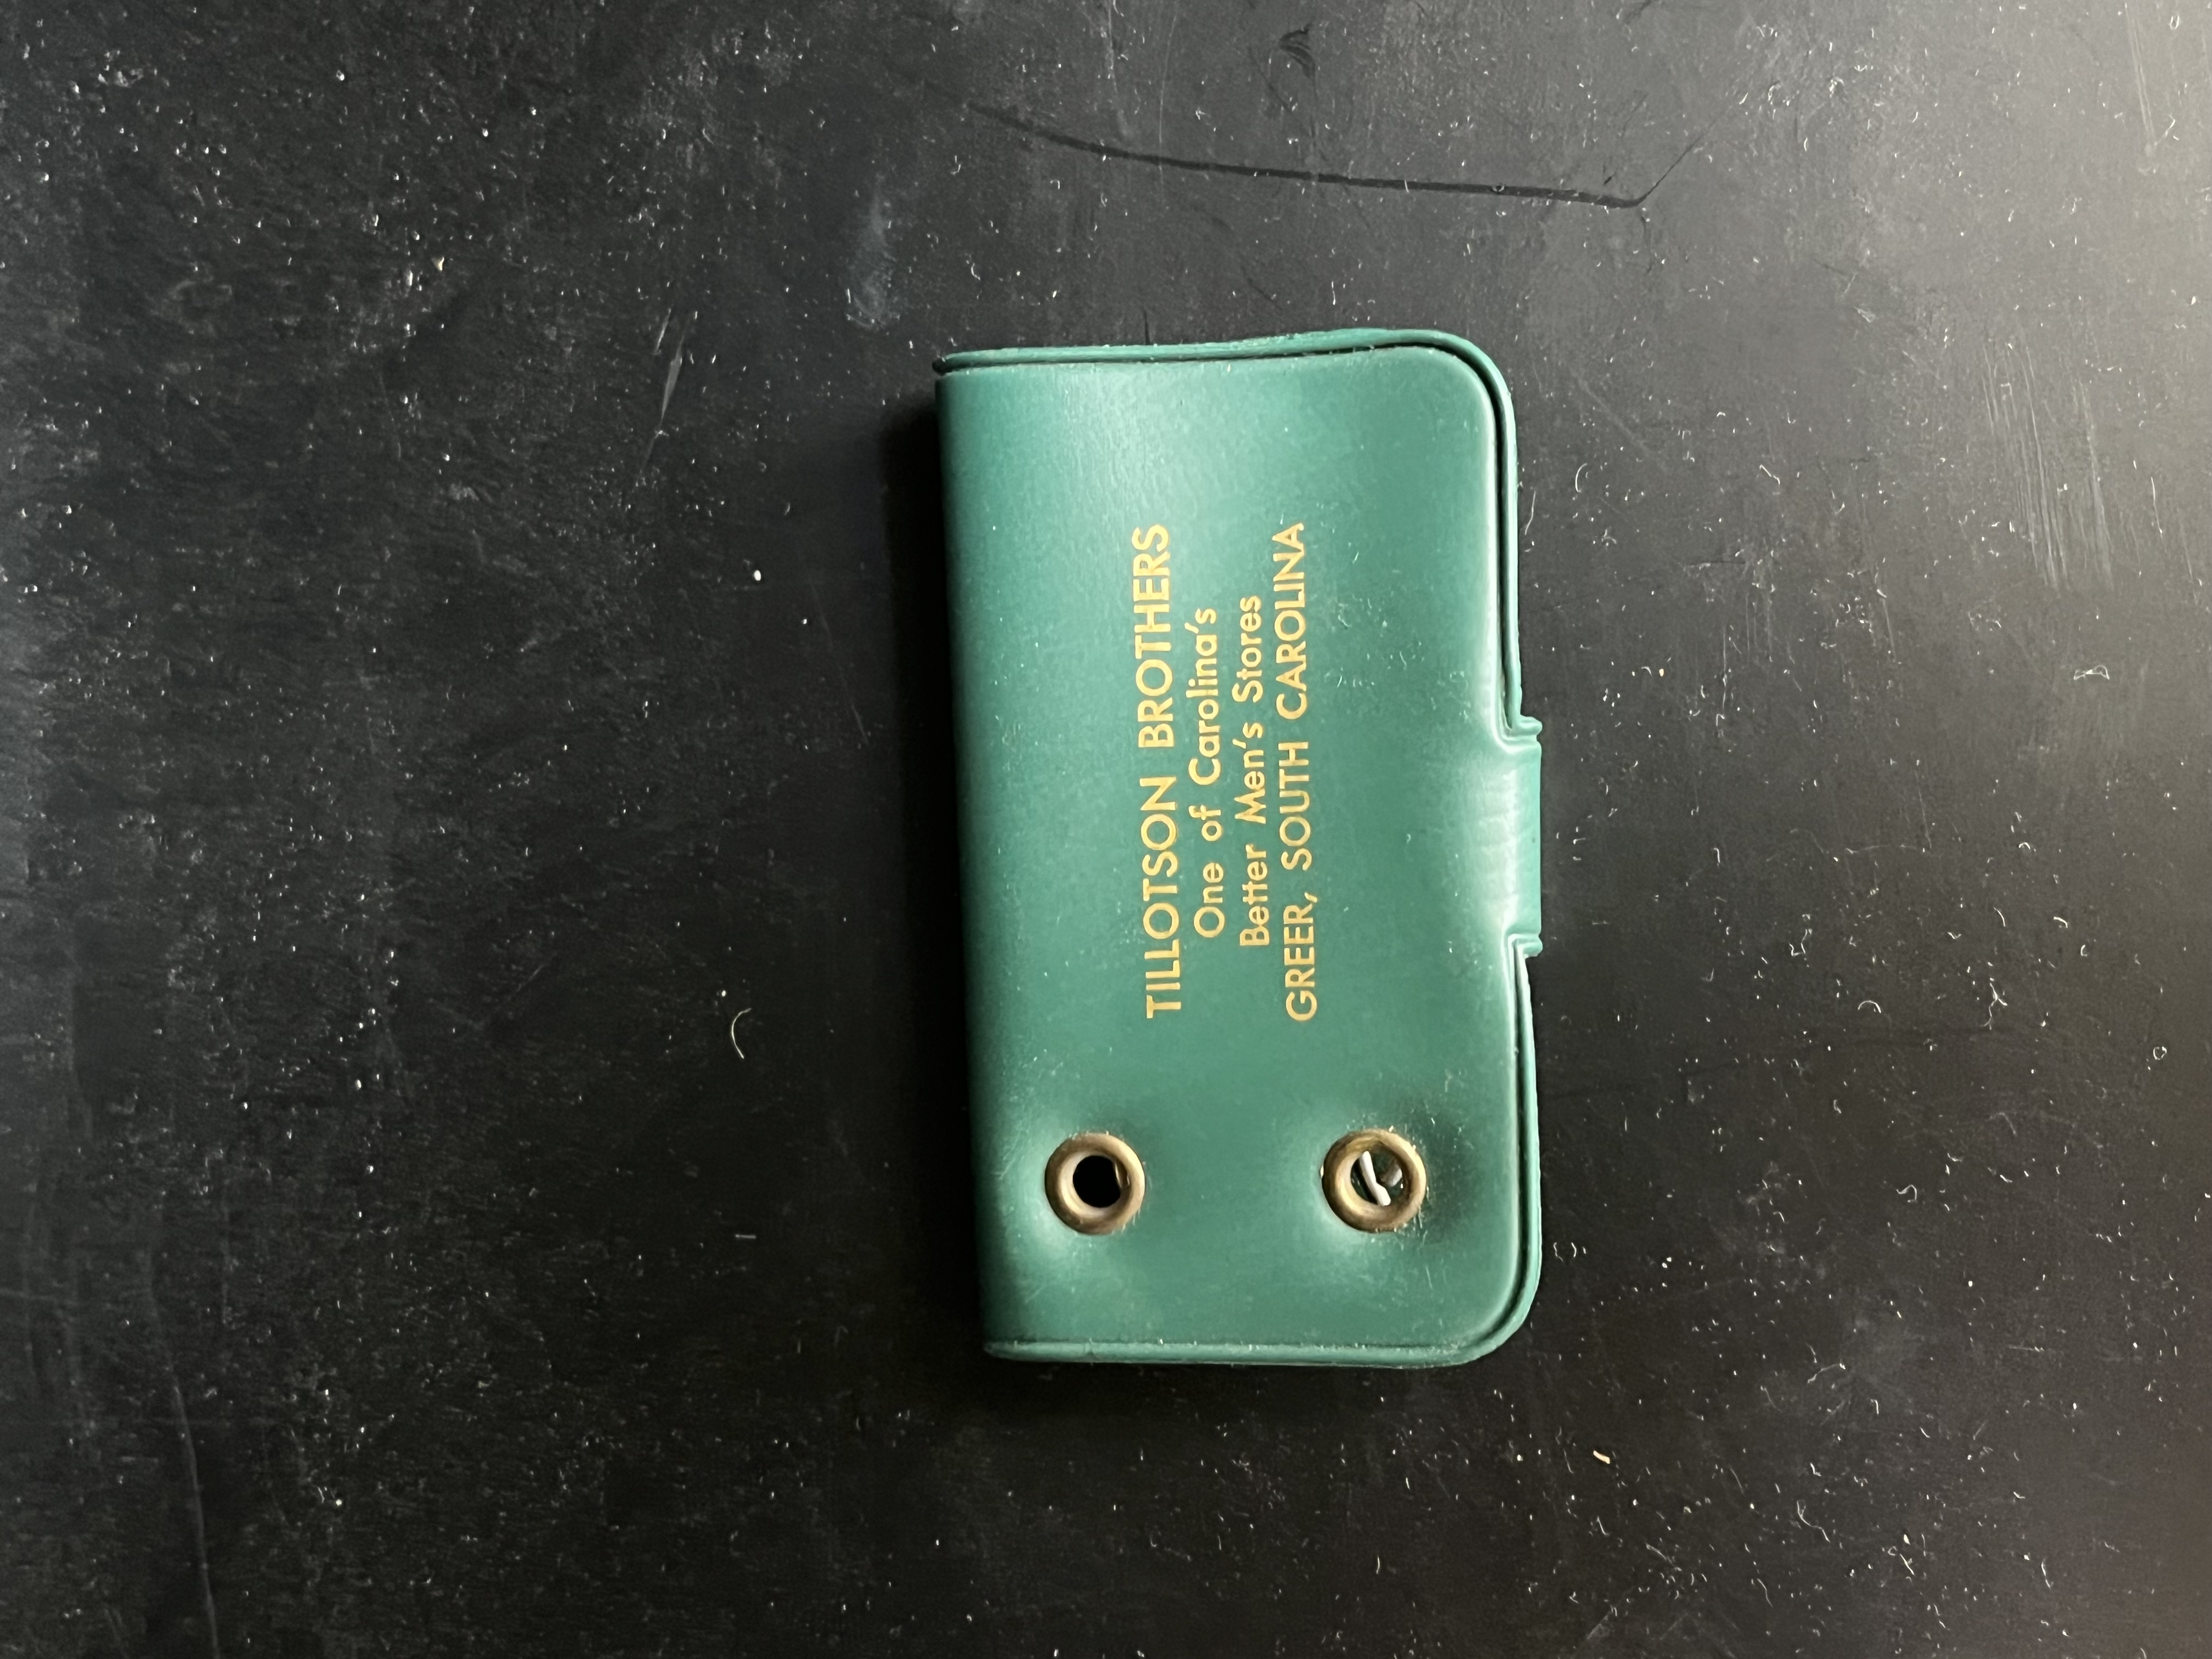 TILLOTSON BROTHERS
One of Carolina's
Better Men's Stores
GREER, SOUTH CAROLINA